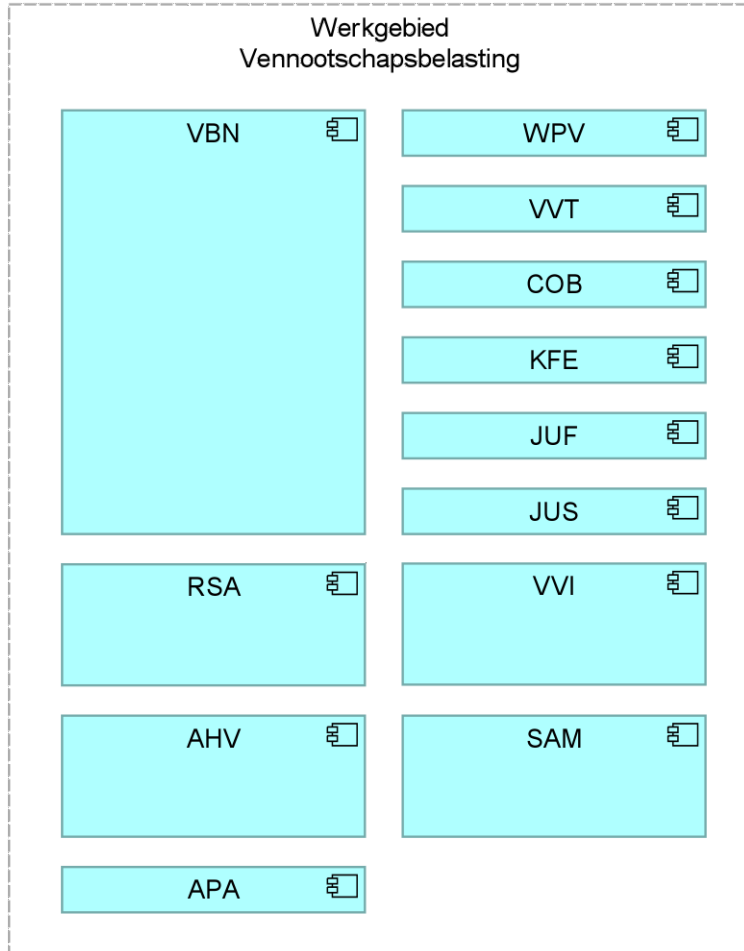 Werkgebied
Vennootschapsbelasting
VBN
WPV
VVT
COB
KFE
JUF
JUS
RSA
VVI
AHV
SAM
APA